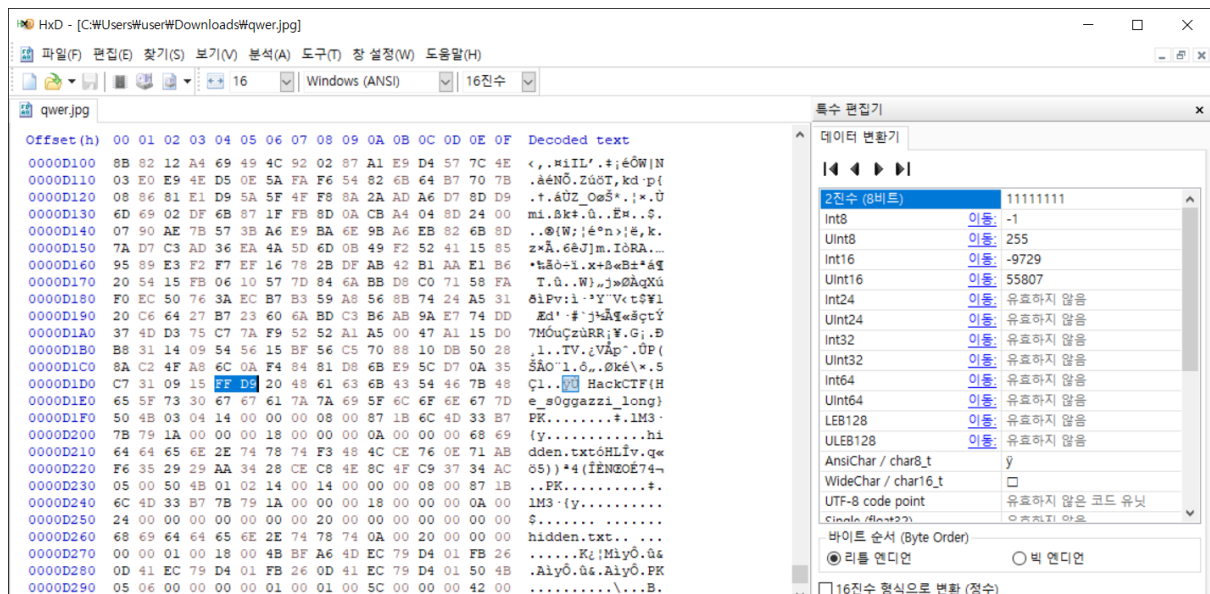 HxD - [C:₩Users₩user₩Downloads₩qwer.jpg]
파일(F) 편집(E) 찾기(S) 보기(V) 분석(A) 도구(T) 창 설정(W) 도움말(H)
16 Windows (ANSI) 16진수
qwer.jpg
특수 편집기
데이터 변환기
Offset(h) 00 01 02 03 04 05 06 07 08 09 0A 0B 0C 0D 0E 0F Decoded text
0000D100 8B 82 12 A4 69 49 4C 92 02 87 A1 E9 D4 57 7C 4E
0000D110 03 E0 E9 4E D5 0E 5A FA F6 54 82 6B 64 B7 70 7B
0000D120 08 86 81 E1 D9 5A 5F 4F F8 8A 2A AD A6 D7 8D D9
0000D130 6D 69 02 DF 6B 87 1F FB 8D 0A CB A4 04 8D 24 00
0000D140 07 90 AE 7B 57 3B A6 E9 BA 6E 9B A6 EB 82 6B 8D
0000D150 7A D7 C3 AD 36 EA 4A 5D 6D 0B 49 F2 52 41 15 85
0000D160 95 89 E3 F2 F7 EF 16 78 2B DF AB 42 B1 AA E1 B6
0000D170 20 54 15 FB 06 10 57 7D 84 6A BB D8 C0 71 58 FA
0000D180 F0 EC 50 76 3A EC B7 B3 59 A8 56 8B 74 24 A5 31
0000D190 20 C6 64 27 B7 23 60 6A BD C3 B6 AB 9A E7 74 DD
0000D1A0 37 4D D3 75 C7 7A F9 52 52 A1 A5 00 47 A1 15 D0
0000D1B0 B8 31 14 09 54 56 15 BF 56 C5 70 88 10 DB 50 28
0000D1C0 8A C2 4F A8 6C 0A F4 84 81 D8 6B E9 5C D7 0A 35
0000D1D0 C7 31 09 15 FF D9 20 48 61 63 6B 43 54 46 7B 48 Ç1..ÿÙ HackCTF{H
0000D1E0 65 5F 73 30 67 67 61 7A 7A 69 5F 6C 6F 6E 67 7D e_s0ggazzi_long}
0000D1F0 50 4B 03 04 14 00 00 00 08 00 87 1B 6C 4D 33 B7 PK........‡.lM3·
0000D200 7B 79 1A 00 00 00 18 00 00 00 0A 00 00 00 68 69 {y............hi
0000D210 64 64 65 6E 2E 74 78 74 F3 48 4C CE 76 0E 71 AB dden.txtóHLÎv.q«
0000D220 F6 35 29 29 AA 34 28 CE C8 4E 8C 4F C9 37 34 AC ö5))ª4(ÎÈNŒOÉ74¬
0000D230 05 00 50 4B 01 02 14 00 14 00 00 00 08 00 87 1B ..PK..........‡.
0000D240 6C 4D 33 B7 7B 79 1A 00 00 00 18 00 00 00 0A 00 lM3·{y..........
0000D250 24 00 00 00 00 00 00 00 20 00 00 00 00 00 00 00 $....... .......
0000D260 68 69 64 64 65 6E 2E 74 78 74 0A 00 20 00 00 00 hidden.txt.. ...
0000D270 00 00 01 00 18 00 4B BF A6 4D EC 79 D4 01 FB 26 ......K¿¦MìyÔ.û&
0000D280 0D 41 EC 79 D4 01 FB 26 0D 41 EC 79 D4 01 50 4B .AìyÔ.û&.AìyÔ.PK
0000D290 05 06 00 00 00 00 01 00 01 00 5C 00 00 00 42 00 ..........\...B.
2진수 (8비트) 11111111
Int8 이동: -1
UInt8 이동: 255
Int16 이동: -9729
UInt16 이동: 55807
Int24 이동: 유효하지 않음
UInt24 이동: 유효하지 않음
Int32 이동: 유효하지 않음
UInt32 이동: 유효하지 않음
Int64 이동: 유효하지 않음
UInt64 이동: 유효하지 않음
LEB128 이동: 유효하지 않음
ULEB128 이동: 유효하지 않음
AnsiChar / char8_t ÿ
WideChar / char16_t
UTF-8 code point 유효하지 않은 코드 유닛
Single (float32) 유효하지 않음
바이트 순서 (Byte Order)
리틀 엔디언 빅 엔디언
16진수 형식으로 변환 (정수)